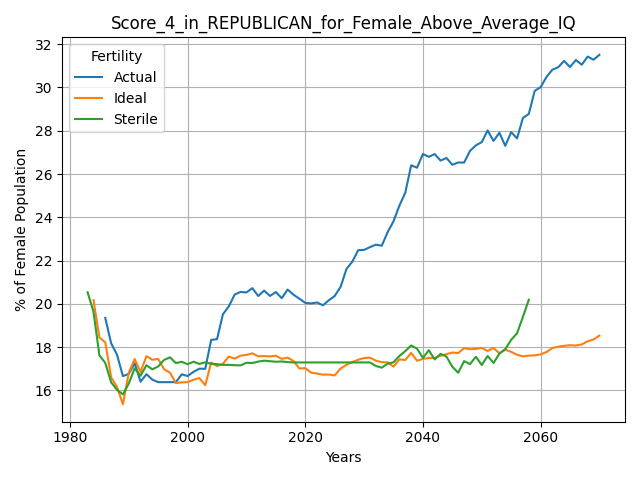 Score_4_in_REPUBLICAN_for_Female_Above_Average_IQ
Fertility
Actual
Ideal
Sterile
% of Female Population
32
30
28
26
24
22
20
18
16
1980
2000
2020
2040
2060
Years